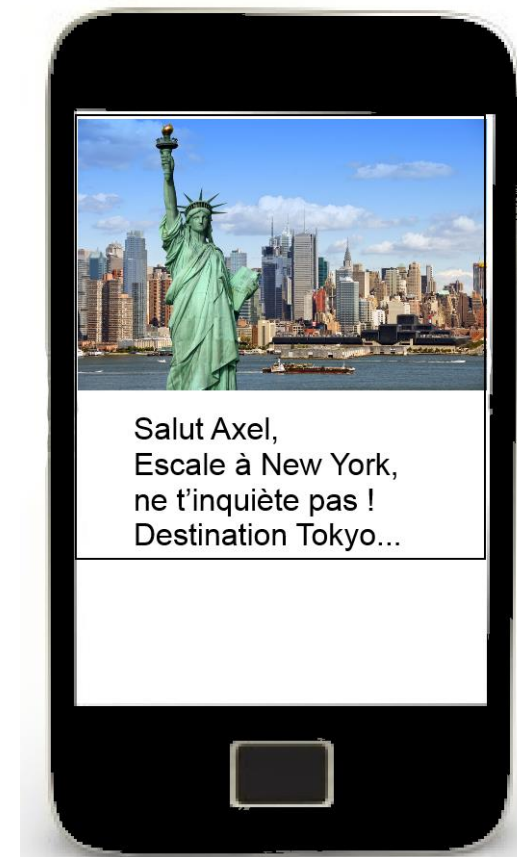 Salut Axel,
Escale à New York,
ne t’inquiète pas !
Destination Tokyo...